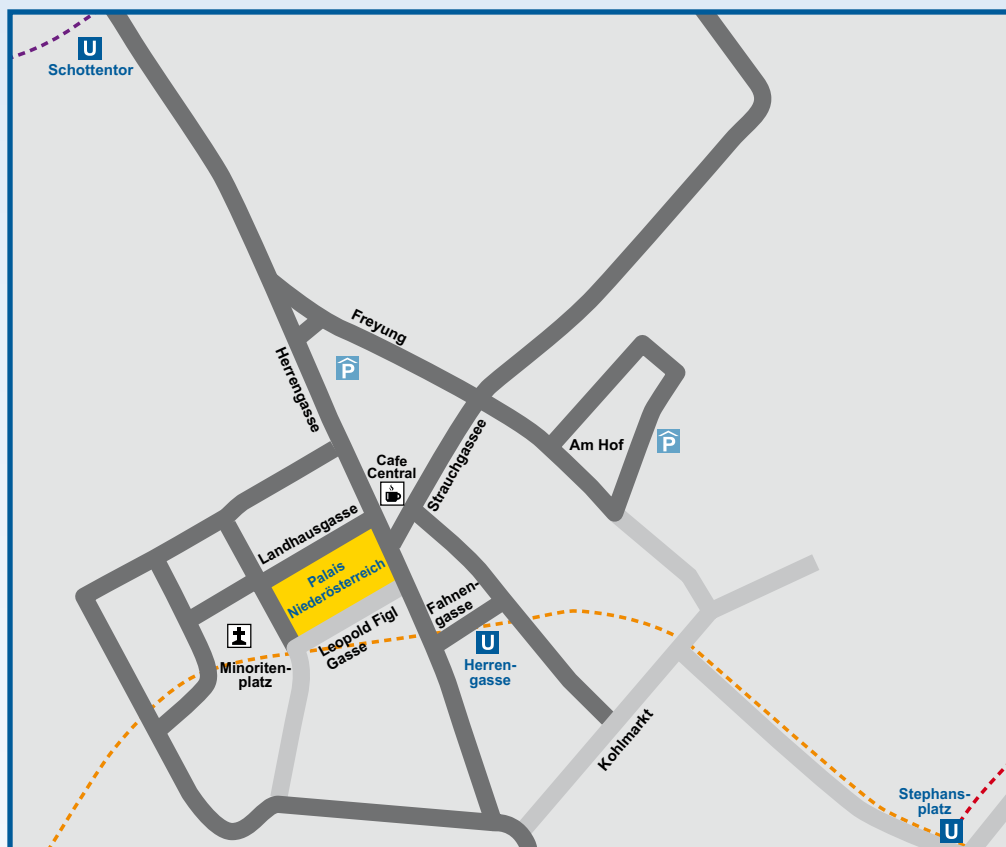 U
Schottentor
Freyung
P
Herrengasse
Am Hof
P
Cafe
Central
Strauchgassee
Landhausgasse
Palais
Niederösterreich
Fahnen-
gasse
Leopold Figl
Gasse
U
Herren-
gasse
Minoriten-
platz
Kohlmarkt
Stephans-
platz
U